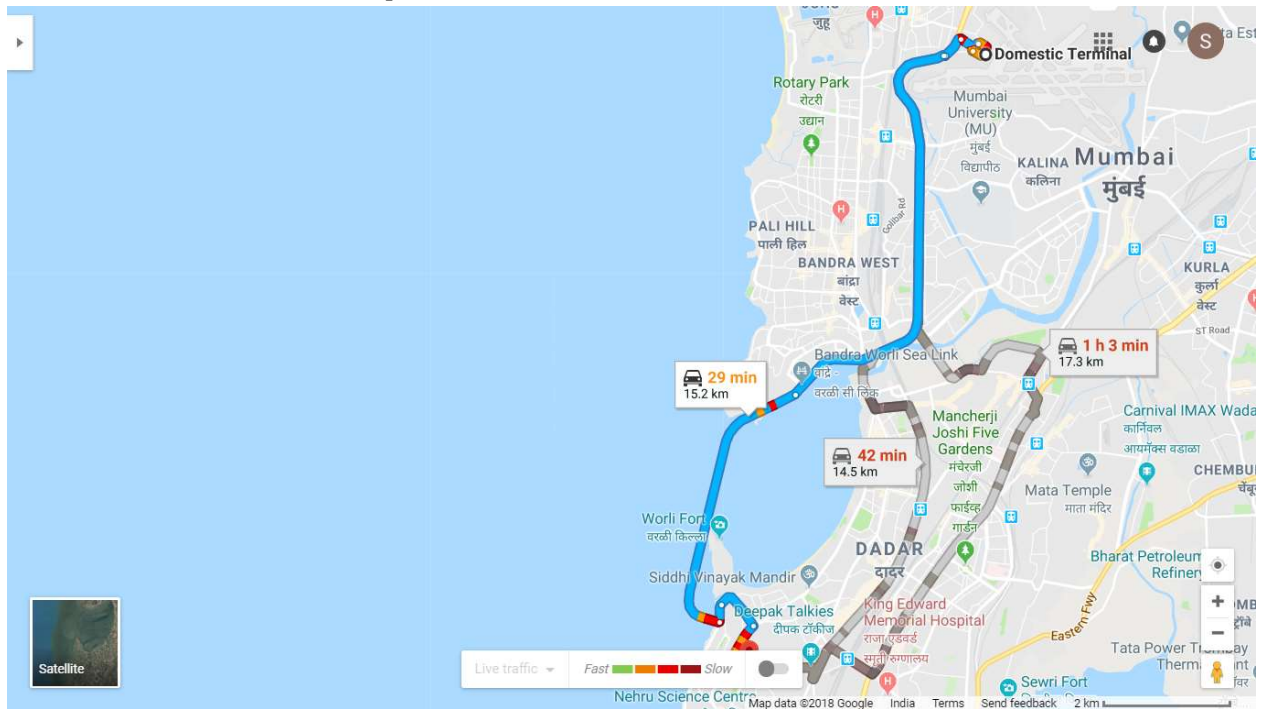 जुहू
S
Domestic Terminal
Rotary Park
रोटरी
उद्यान
Mumbai
University
(MU)
मुंबई
विद्यापीठ
KALINA
कलिना
Mumbai
मुंबई
Golibar Rd
PALI HILL
पाली हिल
BANDRA WEST
बांद्रा
वेस्ट
KURLA
कुर्ला
वेस्ट
ST Road
1 h 3 min
17.3 km
Bandra Worli Sea Link
वांद्रे -
वरळी सी लिंक
29 min
15.2 km
Mancherji
Joshi Five
Gardens
मंचेरजी
जोशी
फाईव्ह
गार्डन
Carnival IMAX Wada
कार्निवल
आयमॅक्स वडाळा
42 min
14.5 km
CHEMBU
Mata Temple
माता मंदिर
Worli Fort
वरळी किल्ला
DADAR
दादर
Bharat Petroleum
Refinery
Siddhi Vinayak Mandir
Deepak Talkies
दीपक टॉकीज
King Edward
Memorial Hospital
राजा एडवर्ड
स्मृती रुग्णालय
Eastern Fwy
Tata Power Trombay
Satellite
Live traffic
Fast
Slow
Sewri Fort
Nehru Science Centre
Map data ©2018 Google India Terms Send feedback 2 km